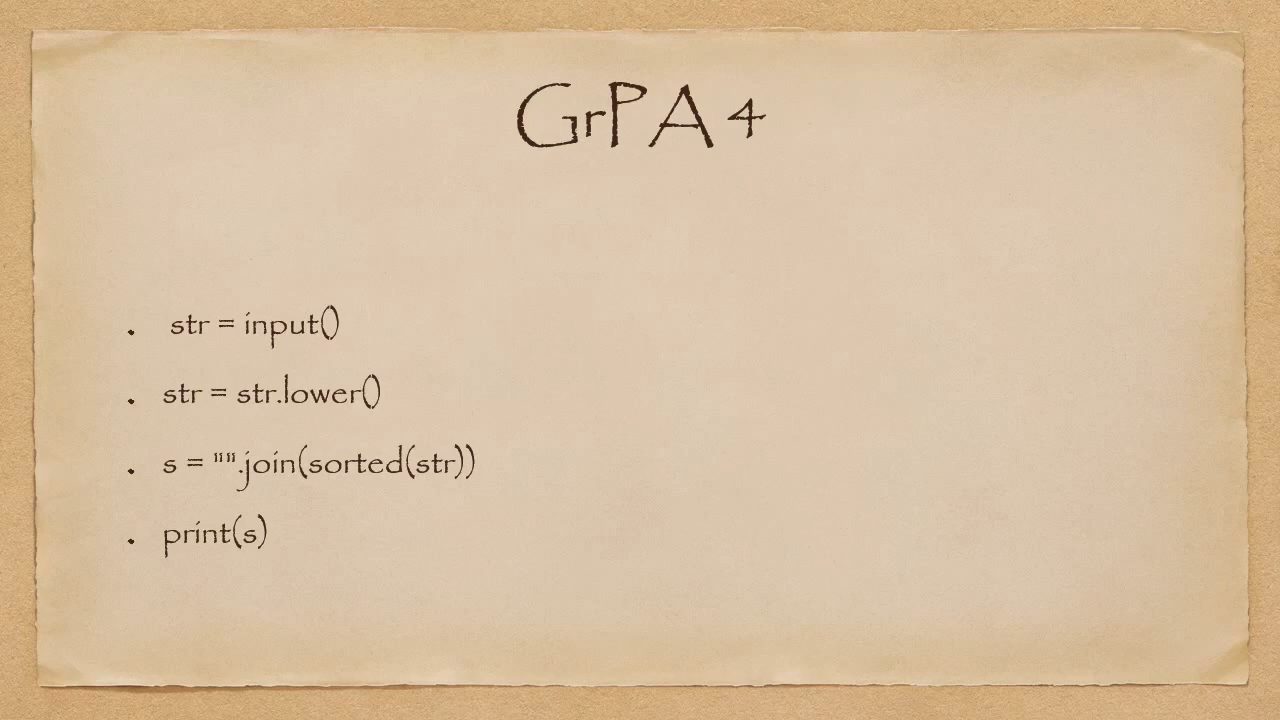 GrPA 4
• str = input()
• str = str.lower()
• s = "".join(sorted(str))
• print(s)